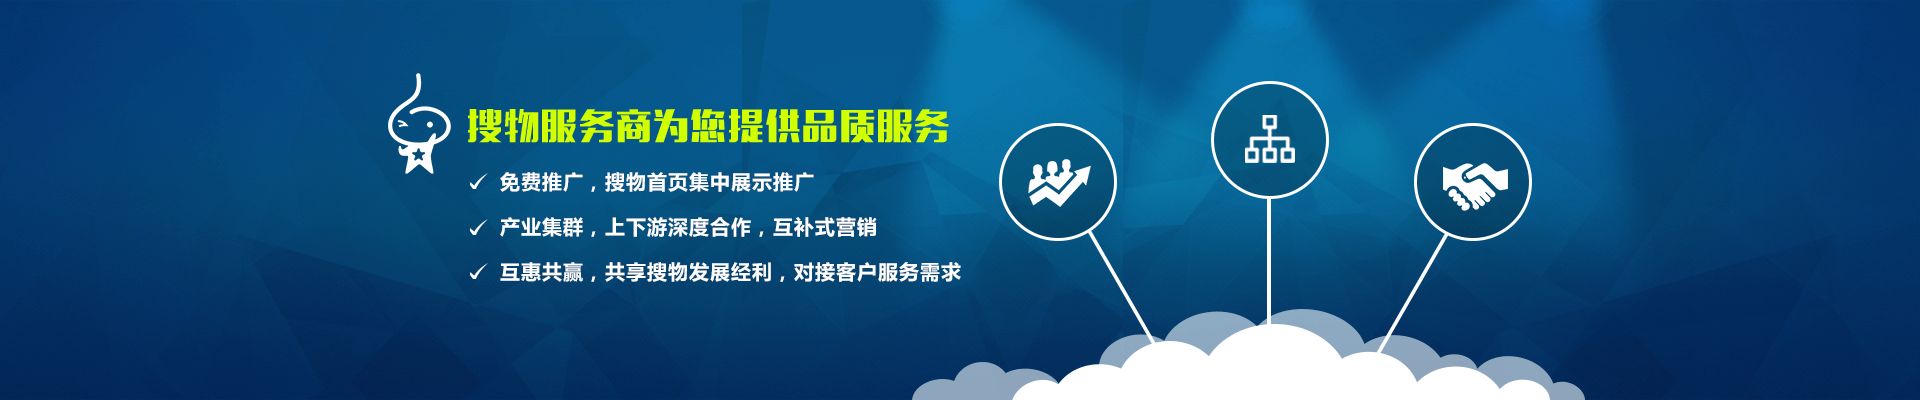 搜物服务商为您提供品质服务
免费推广，搜物首页集中展示推广
产业集群，上下游深度合作，互补式营销
互惠共赢，共享搜物发展经利，对接客户服务需求